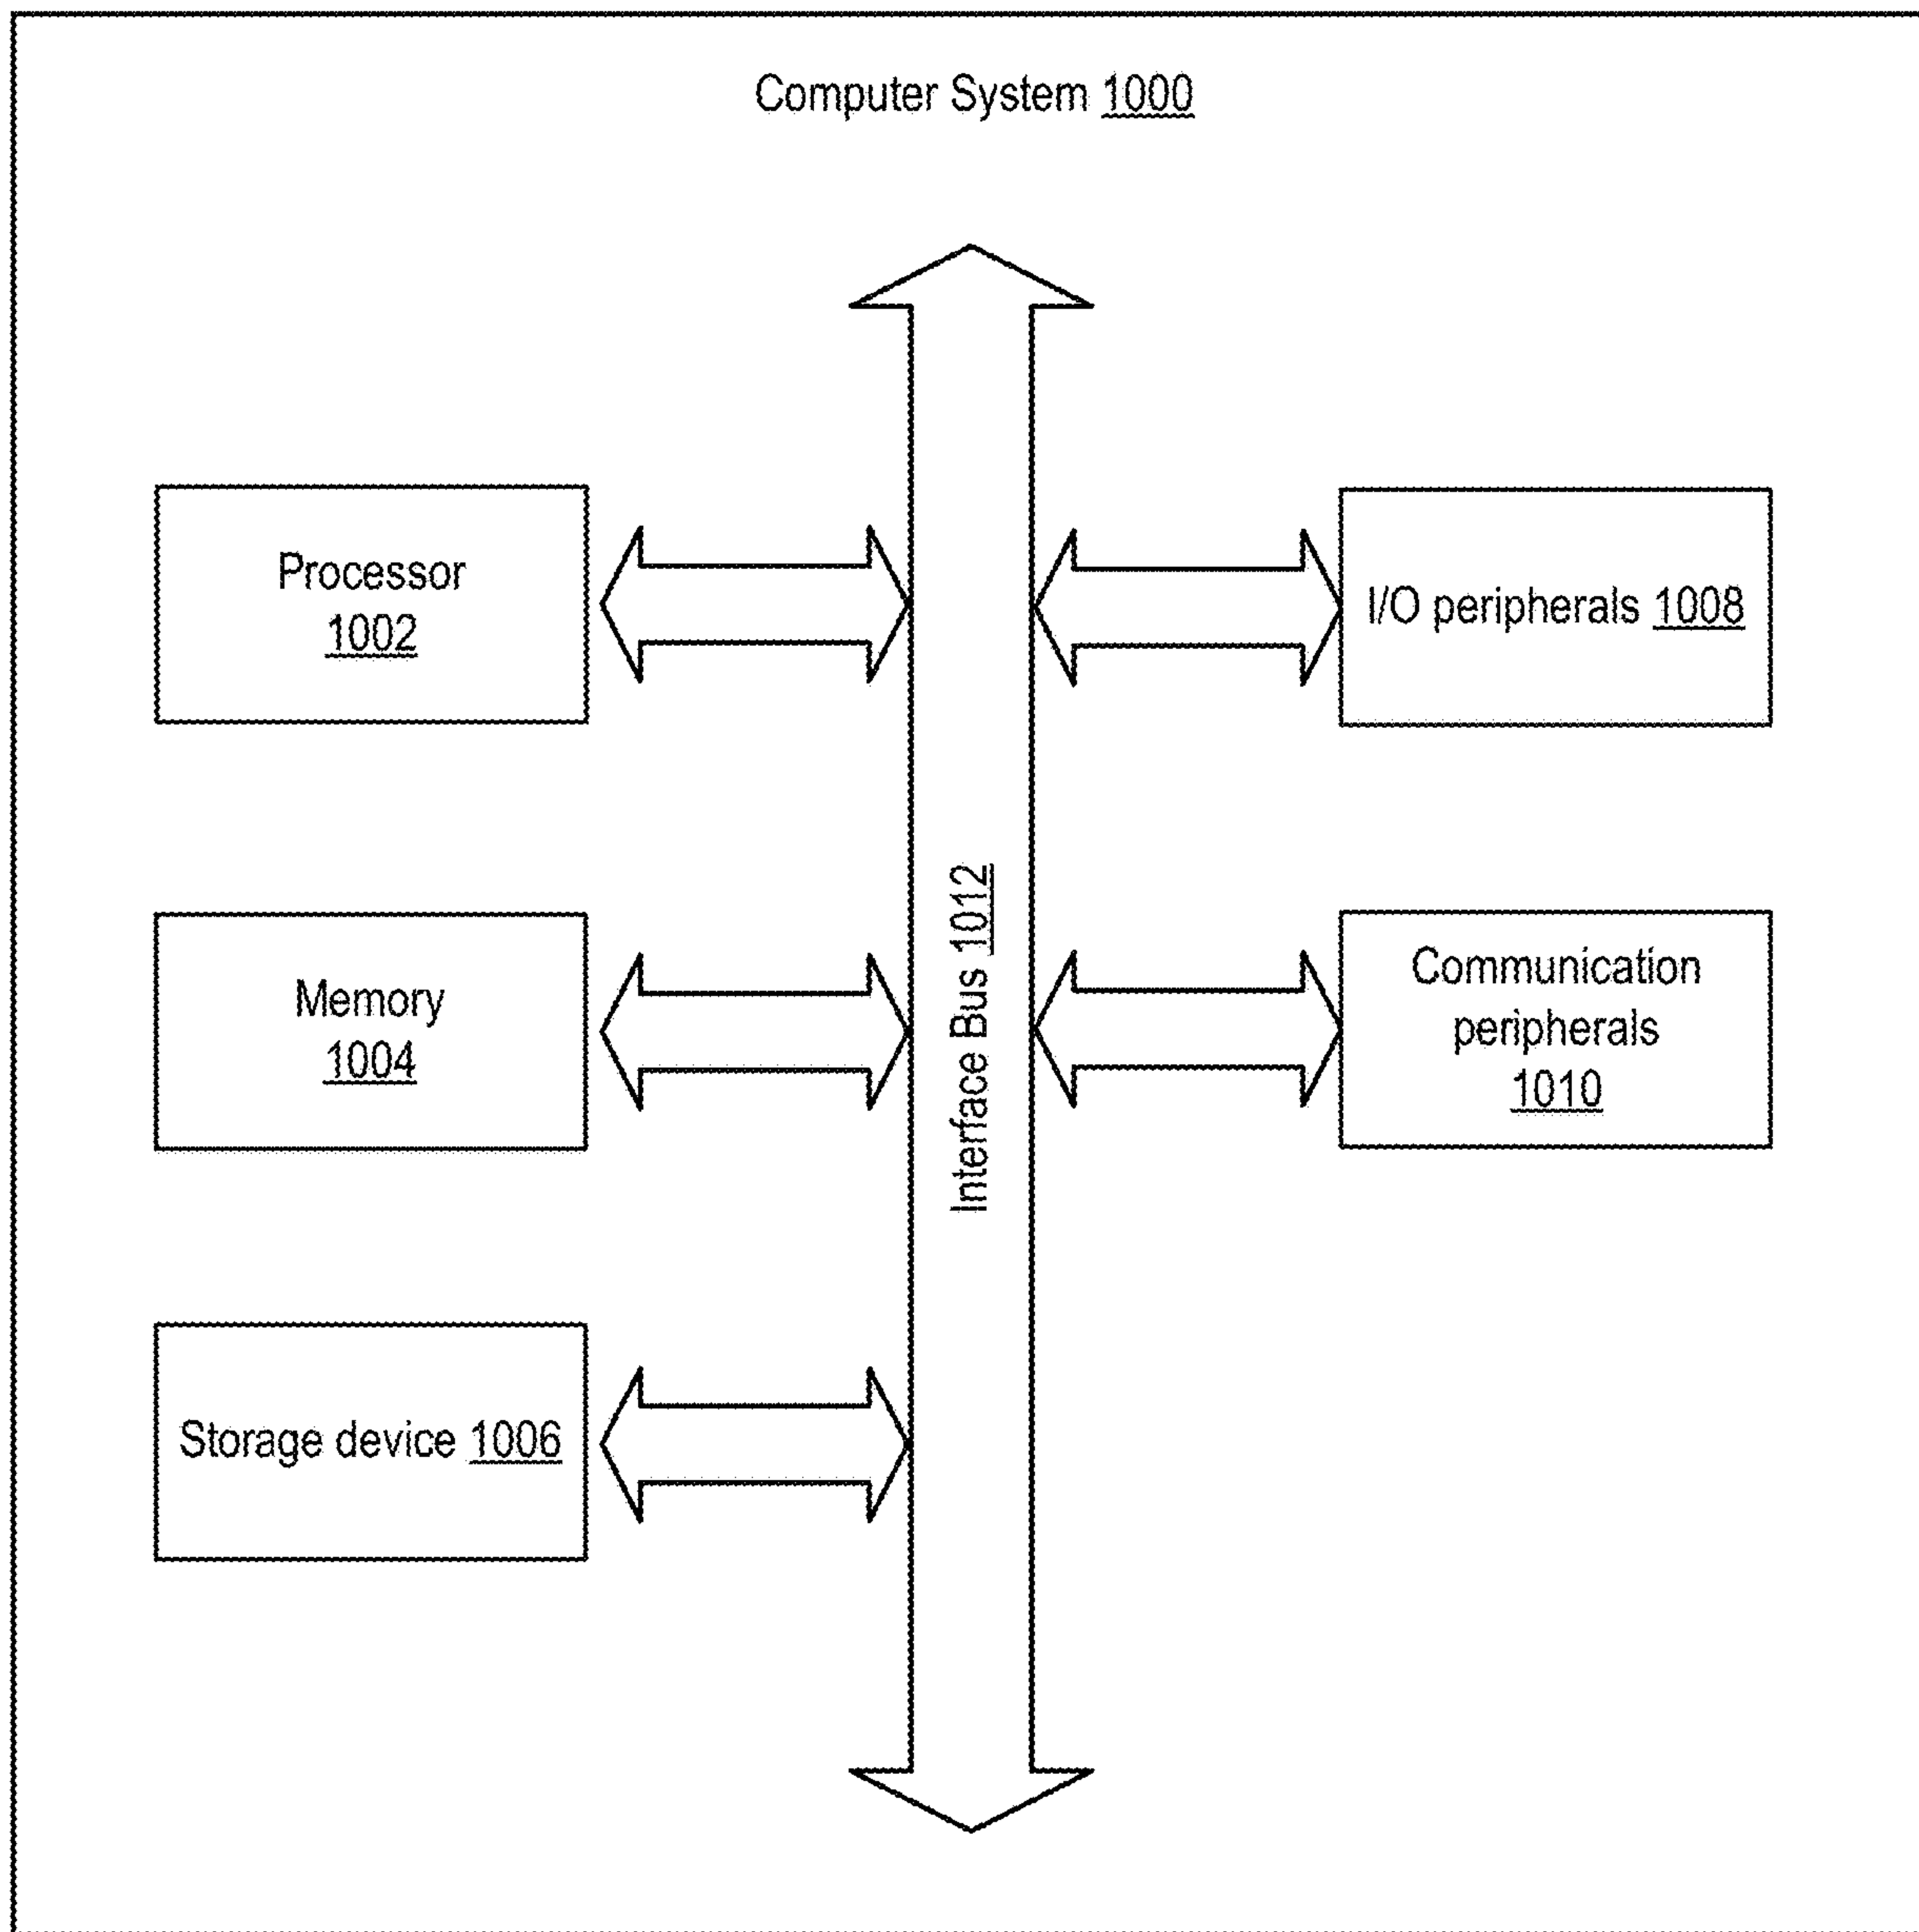 Computer System 1000
Processor
1002
I/O peripherals 1008
Memory
1004
Interface Bus 1012
Communication
peripherals
1010
Storage device 1006